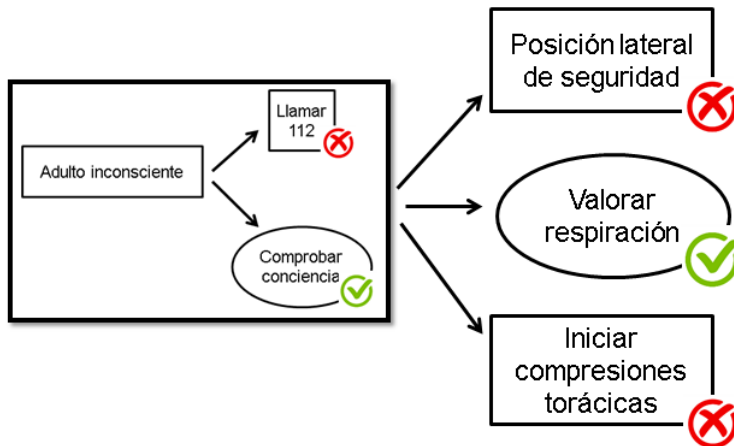 Adulto inconsciente
Llamar
112
Comprobar
conciencia
Posición lateral
de seguridad
Valorar
respiración
Iniciar
compresiones
torácicas